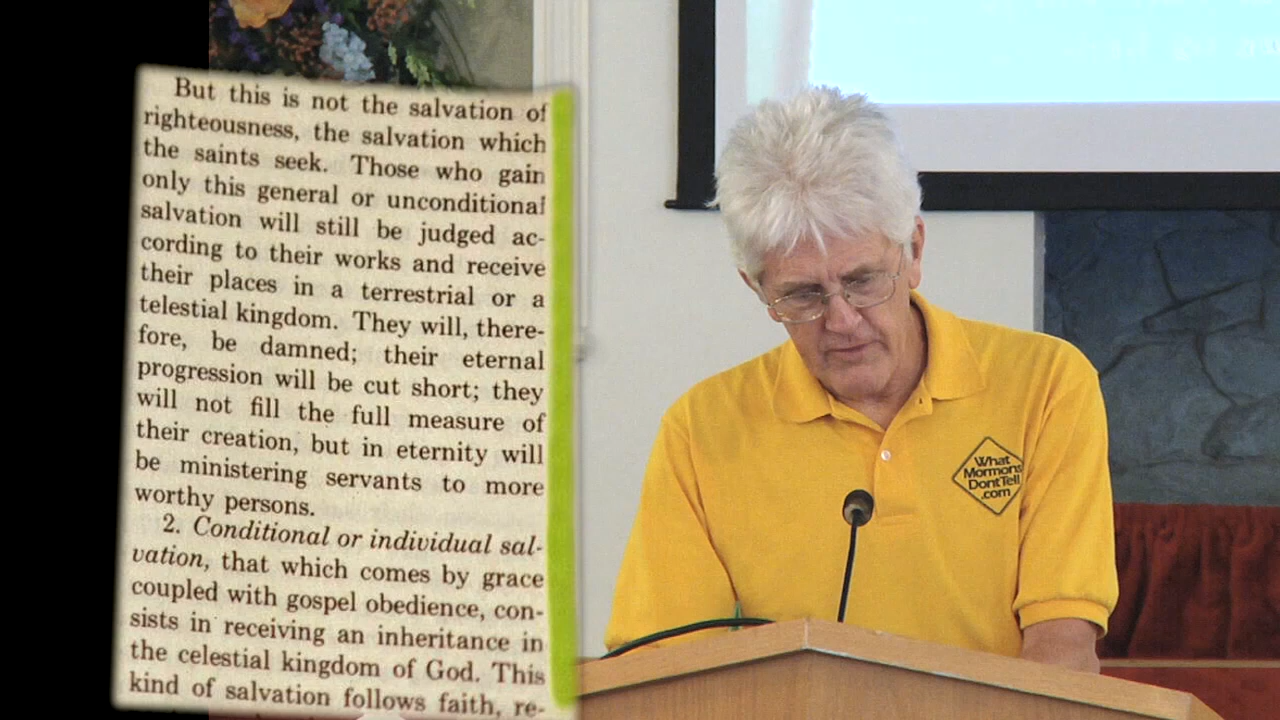 But this is not the salvation of
righteousness, the salvation which
the saints seek. Those who gain
only this general or unconditional
salvation will still be judged ac-
cording to their works and receive
their places in a terrestrial or a
telestial kingdom. They will, there-
fore, be damned; their eternal
progression will be cut short; they
will not fill the full measure of
their creation, but in eternity will
be ministering servants to more
worthy persons.
2. Conditional or individual sal-
vation, that which comes by grace
coupled with gospel obedience, con-
sists in receiving an inheritance in
the celestial kingdom of God. This
kind of salvation follows faith, re-
What
Mormons
DontTell
.com